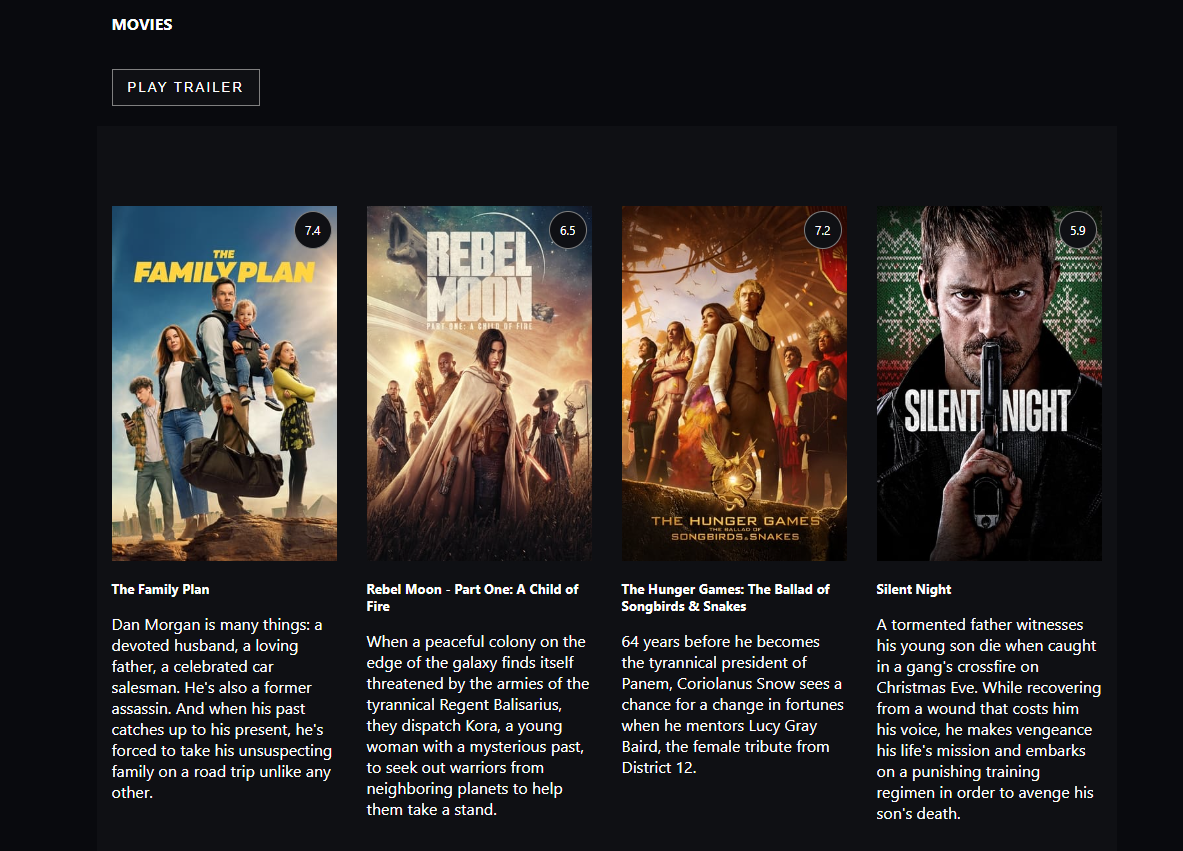 MOVIES
PLAY TRAILER
7.4
THE
FAMILY PLAN
6.5
REBEL
MOON
PART ONE: A CHILD OF FIRE
7.2
THE HUNGER GAMES
THE BALLAD OF
SONGBIRDS & SNAKES
5.9
SILENT NIGHT
The Family Plan
Dan Morgan is many things: a
devoted husband, a loving
father, a celebrated car
salesman. He's also a former
assassin. And when his past
catches up to his present, he's
forced to take his unsuspecting
family on a road trip unlike any
other.
Rebel Moon - Part One: A Child of
Fire
When a peaceful colony on the
edge of the galaxy finds itself
threatened by the armies of the
tyrannical Regent Balisarius,
they dispatch Kora, a young
woman with a mysterious past,
to seek out warriors from
neighboring planets to help
them take a stand.
The Hunger Games: The Ballad of
Songbirds & Snakes
64 years before he becomes
the tyrannical president of
Panem, Coriolanus Snow sees a
chance for a change in fortunes
when he mentors Lucy Gray
Baird, the female tribute from
District 12.
Silent Night
A tormented father witnesses
his young son die when caught
in a gang's crossfire on
Christmas Eve. While recovering
from a wound that costs him
his voice, he makes vengeance
his life's mission and embarks
on a punishing training
regimen in order to avenge his
son's death.